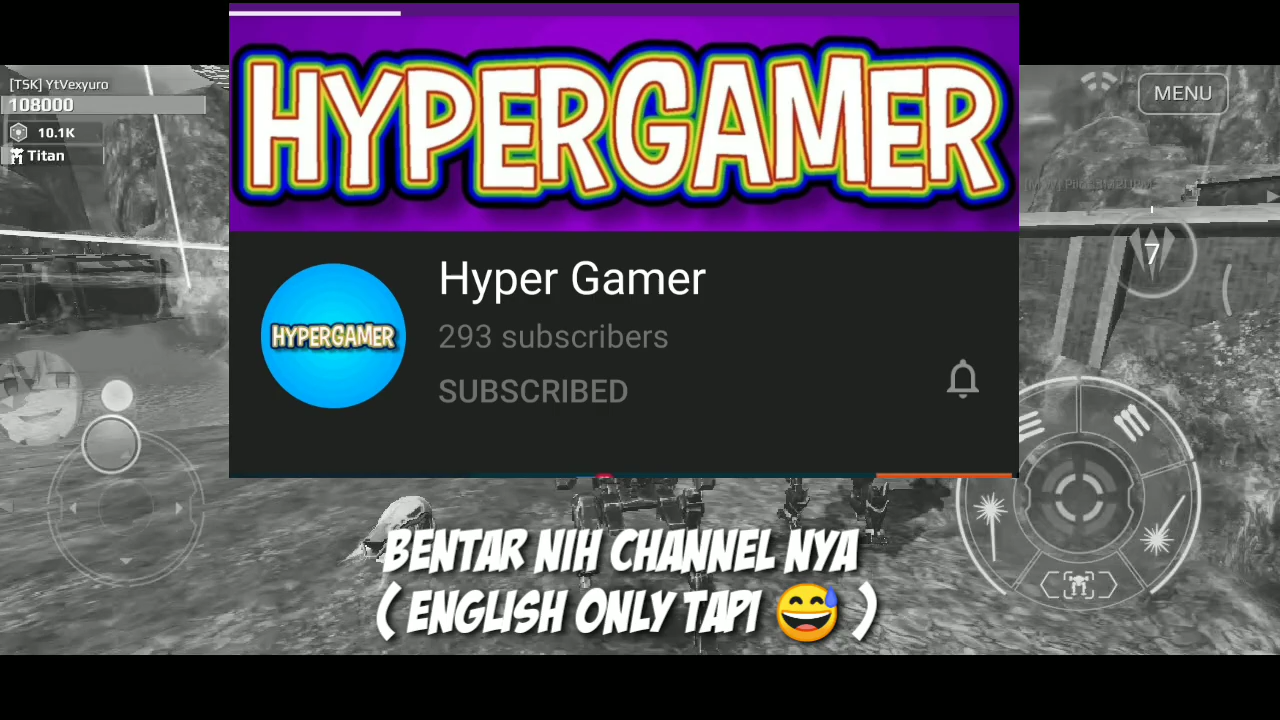 HYPERGAMER
[TSK] YtVexyuro
108000
10.1K
Titan
MENU
7
HYPERGAMER
Hyper Gamer
293 subscribers
SUBSCRIBED
BENTAR NIH CHANNEL NYA
( ENGLISH ONLY TAPI 😅 )